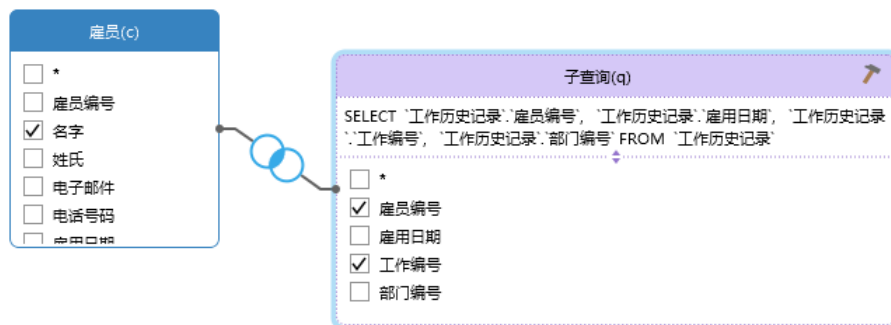 雇员(c)
*
雇员编号
名字
姓氏
电子邮件
电话号码
雇用日期
子查询(q)
SELECT `工作历史记录`.`雇员编号`, `工作历史记录`.`雇用日期`, `工作历史记录
`.`工作编号`, `工作历史记录`.`部门编号` FROM `工作历史记录`
*
雇员编号
雇用日期
工作编号
部门编号